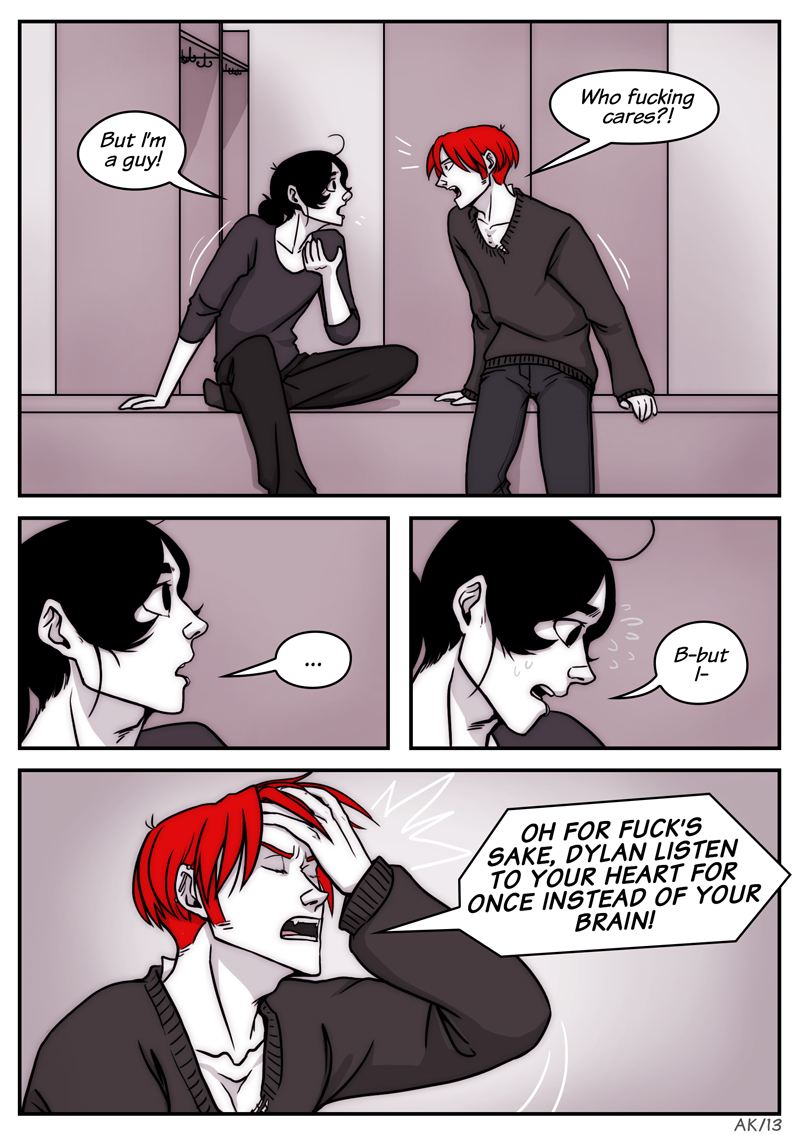 But I'm
a guy!
Who fucking
cares?!
...
B-but
I-
OH FOR FUCK'S
SAKE, DYLAN LISTEN
TO YOUR HEART FOR
ONCE INSTEAD OF YOUR
BRAIN!
AK/13